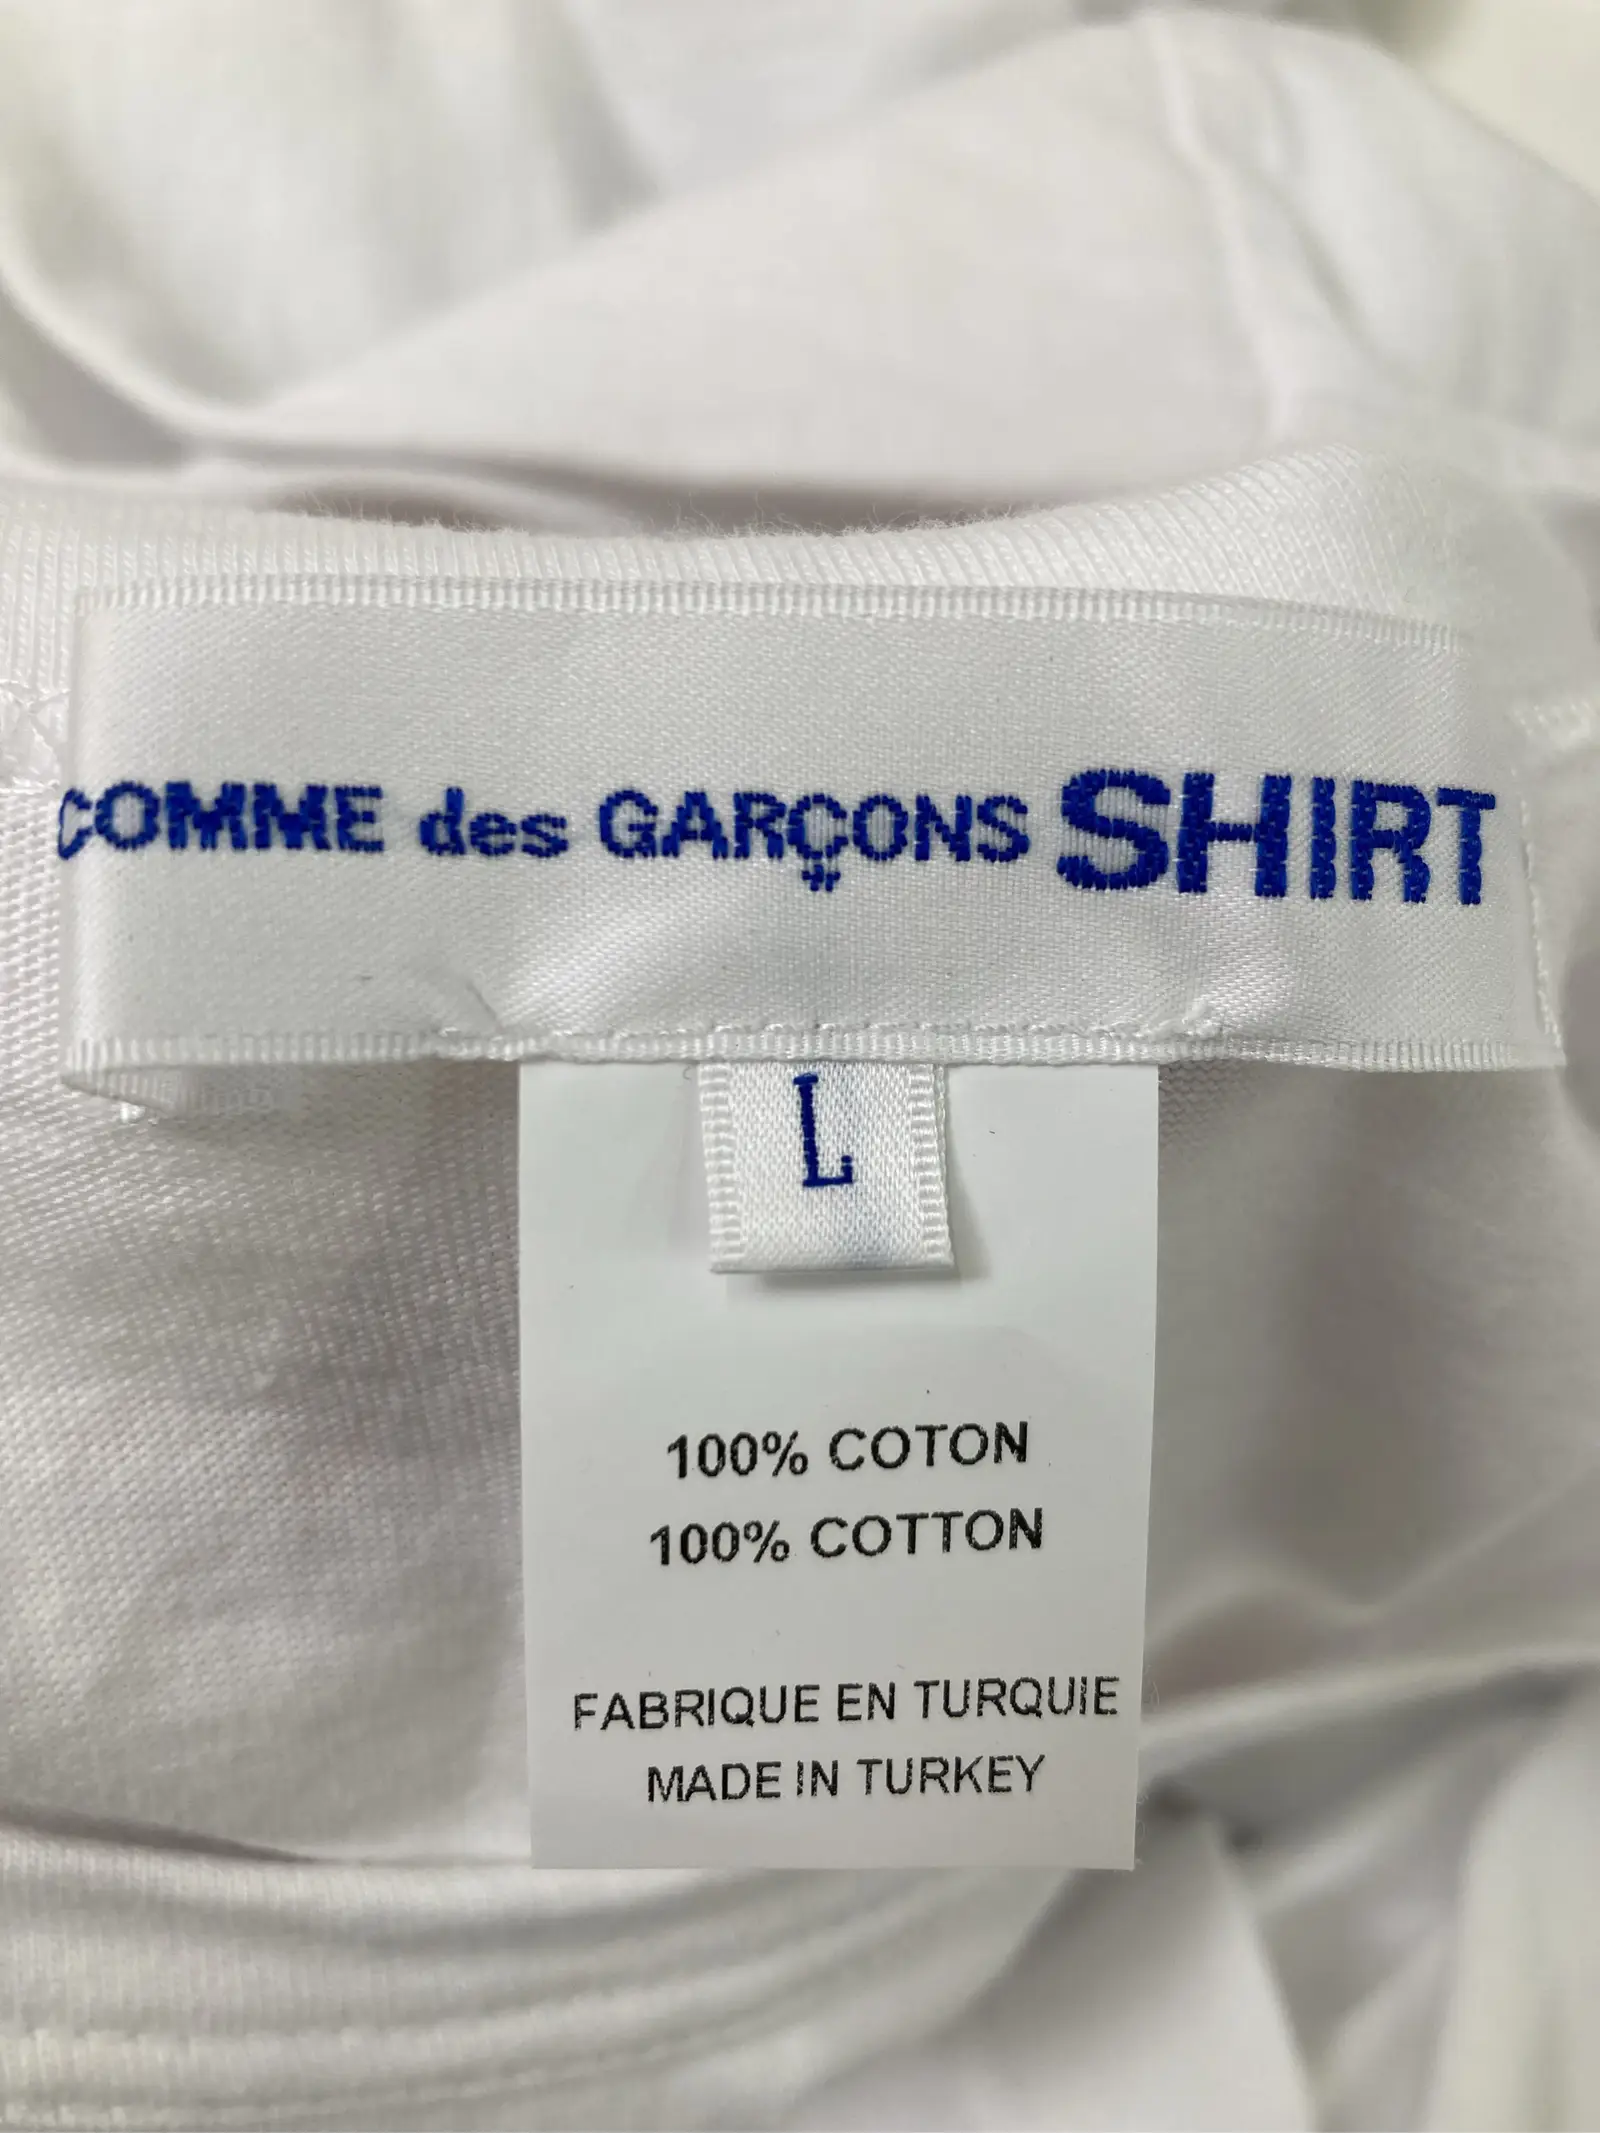 COMME des GARÇONS SHIRT
L
100% COTON
100% COTTON
FABRIQUE EN TURQUIE
MADE IN TURKEY